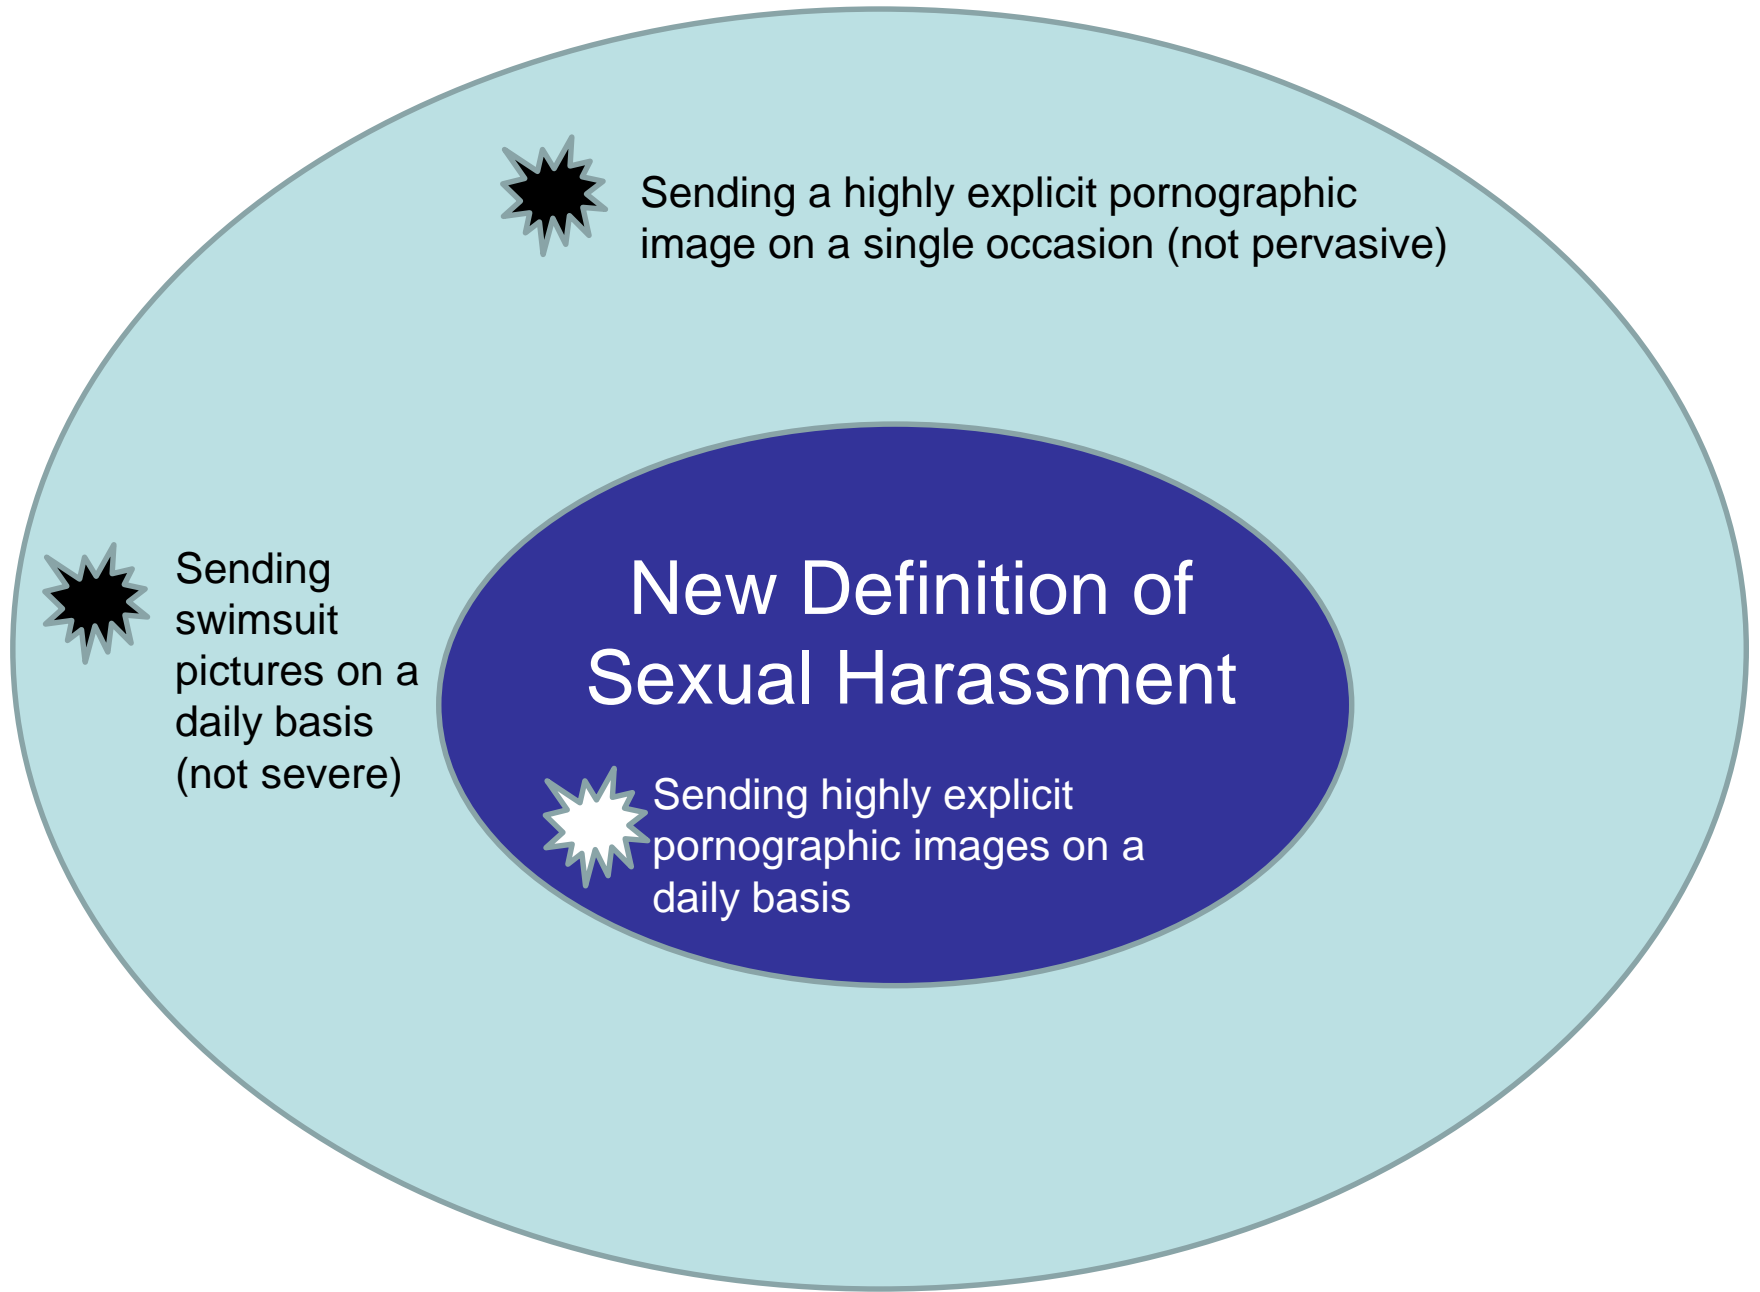 Sending a highly explicit pornographic
image on a single occasion (not pervasive)
Sending
swimsuit
pictures on a
daily basis
(not severe)
New Definition of
Sexual Harassment
Sending highly explicit
pornographic images on a
daily basis